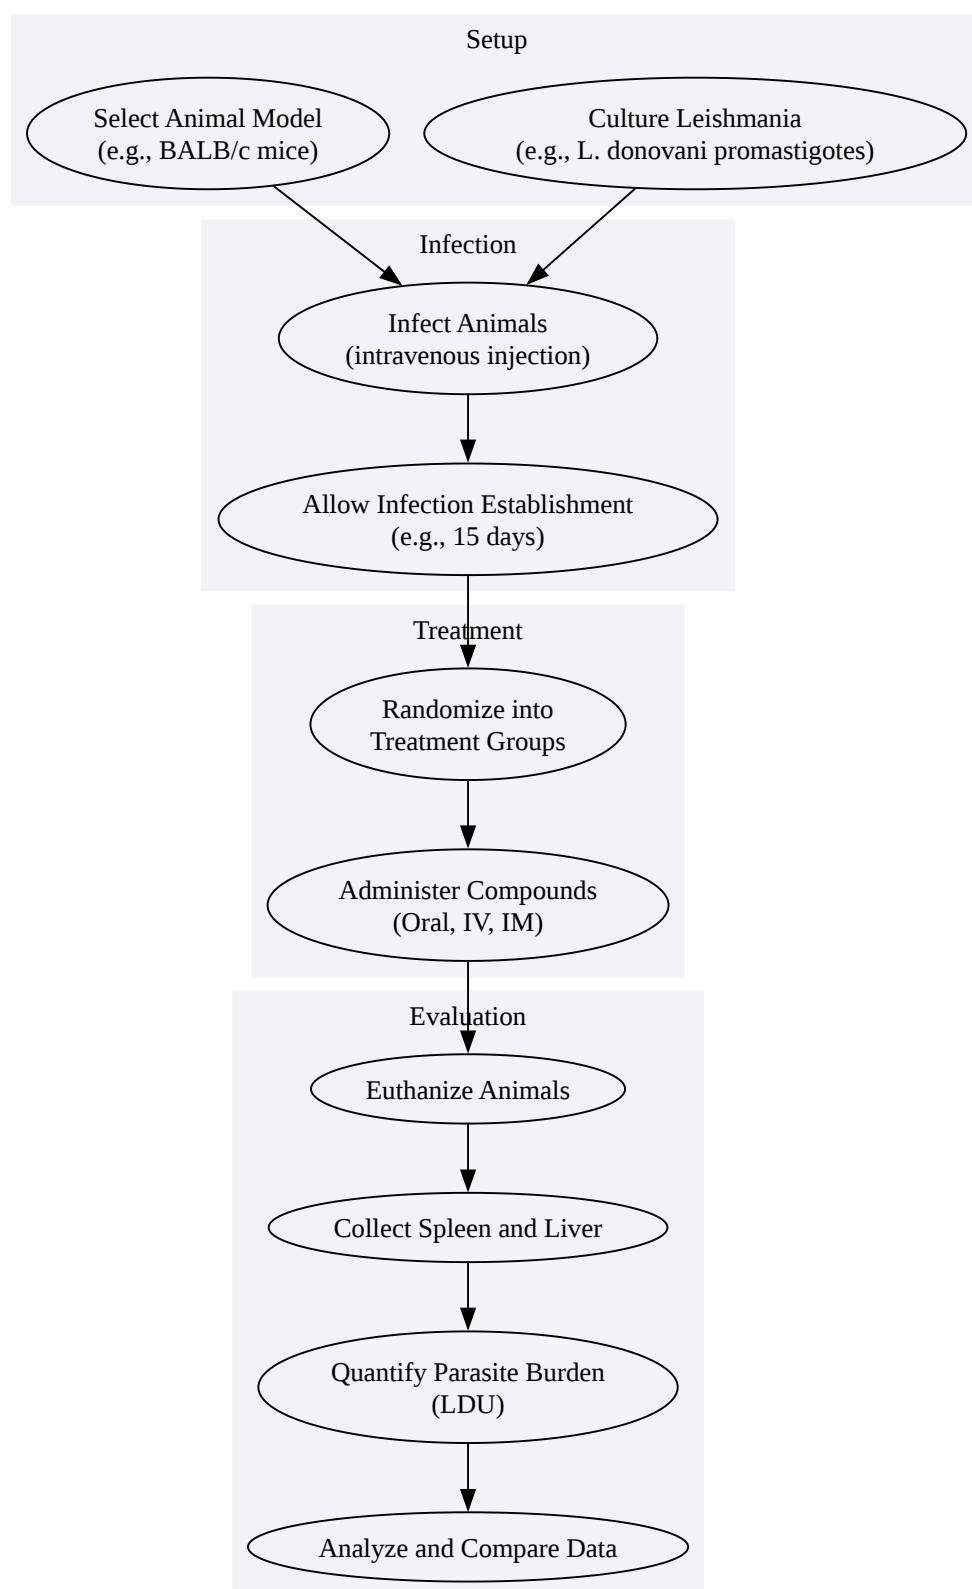 Setup
Select Animal Model
(e.g., BALB/c mice)
Culture Leishmania
(e.g., L. donovani promastigotes)
Infection
Infect Animals
(intravenous injection)
Allow Infection Establishment
(e.g., 15 days)
Treatment
Randomize into
Treatment Groups
Administer Compounds
(Oral, IV, IM)
Evaluation
Euthanize Animals
Collect Spleen and Liver
Quantify Parasite Burden
(LDU)
Analyze and Compare Data